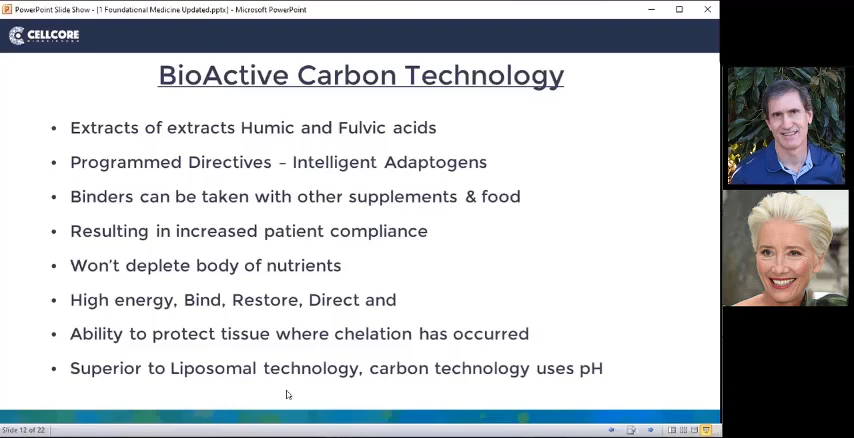 PowerPoint Slide Show - [1 Foundational Medicine Updated.pptx] - Microsoft PowerPoint
CELLCORE
BIOSCIENCES
BioActive Carbon Technology
• Extracts of extracts Humic and Fulvic acids
• Programmed Directives – Intelligent Adaptogens
• Binders can be taken with other supplements & food
• Resulting in increased patient compliance
• Won't deplete body of nutrients
• High energy, Bind, Restore, Direct and
• Ability to protect tissue where chelation has occurred
• Superior to Liposomal technology, carbon technology uses pH
Slide 12 of 22